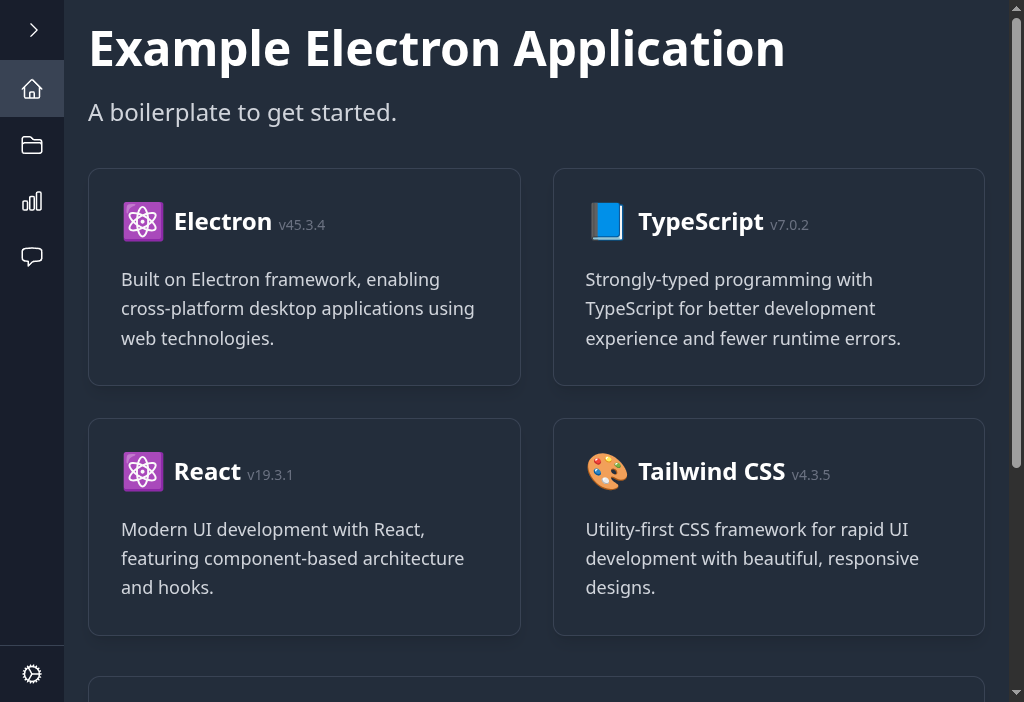 Example Electron Application
A boilerplate to get started.
Electron v45.3.4
Built on Electron framework, enabling
cross-platform desktop applications using
web technologies.
TypeScript v7.0.2
Strongly-typed programming with
TypeScript for better development
experience and fewer runtime errors.
React v19.3.1
Modern UI development with React,
featuring component-based architecture
and hooks.
Tailwind CSS v4.3.5
Utility-first CSS framework for rapid UI
development with beautiful, responsive
designs.